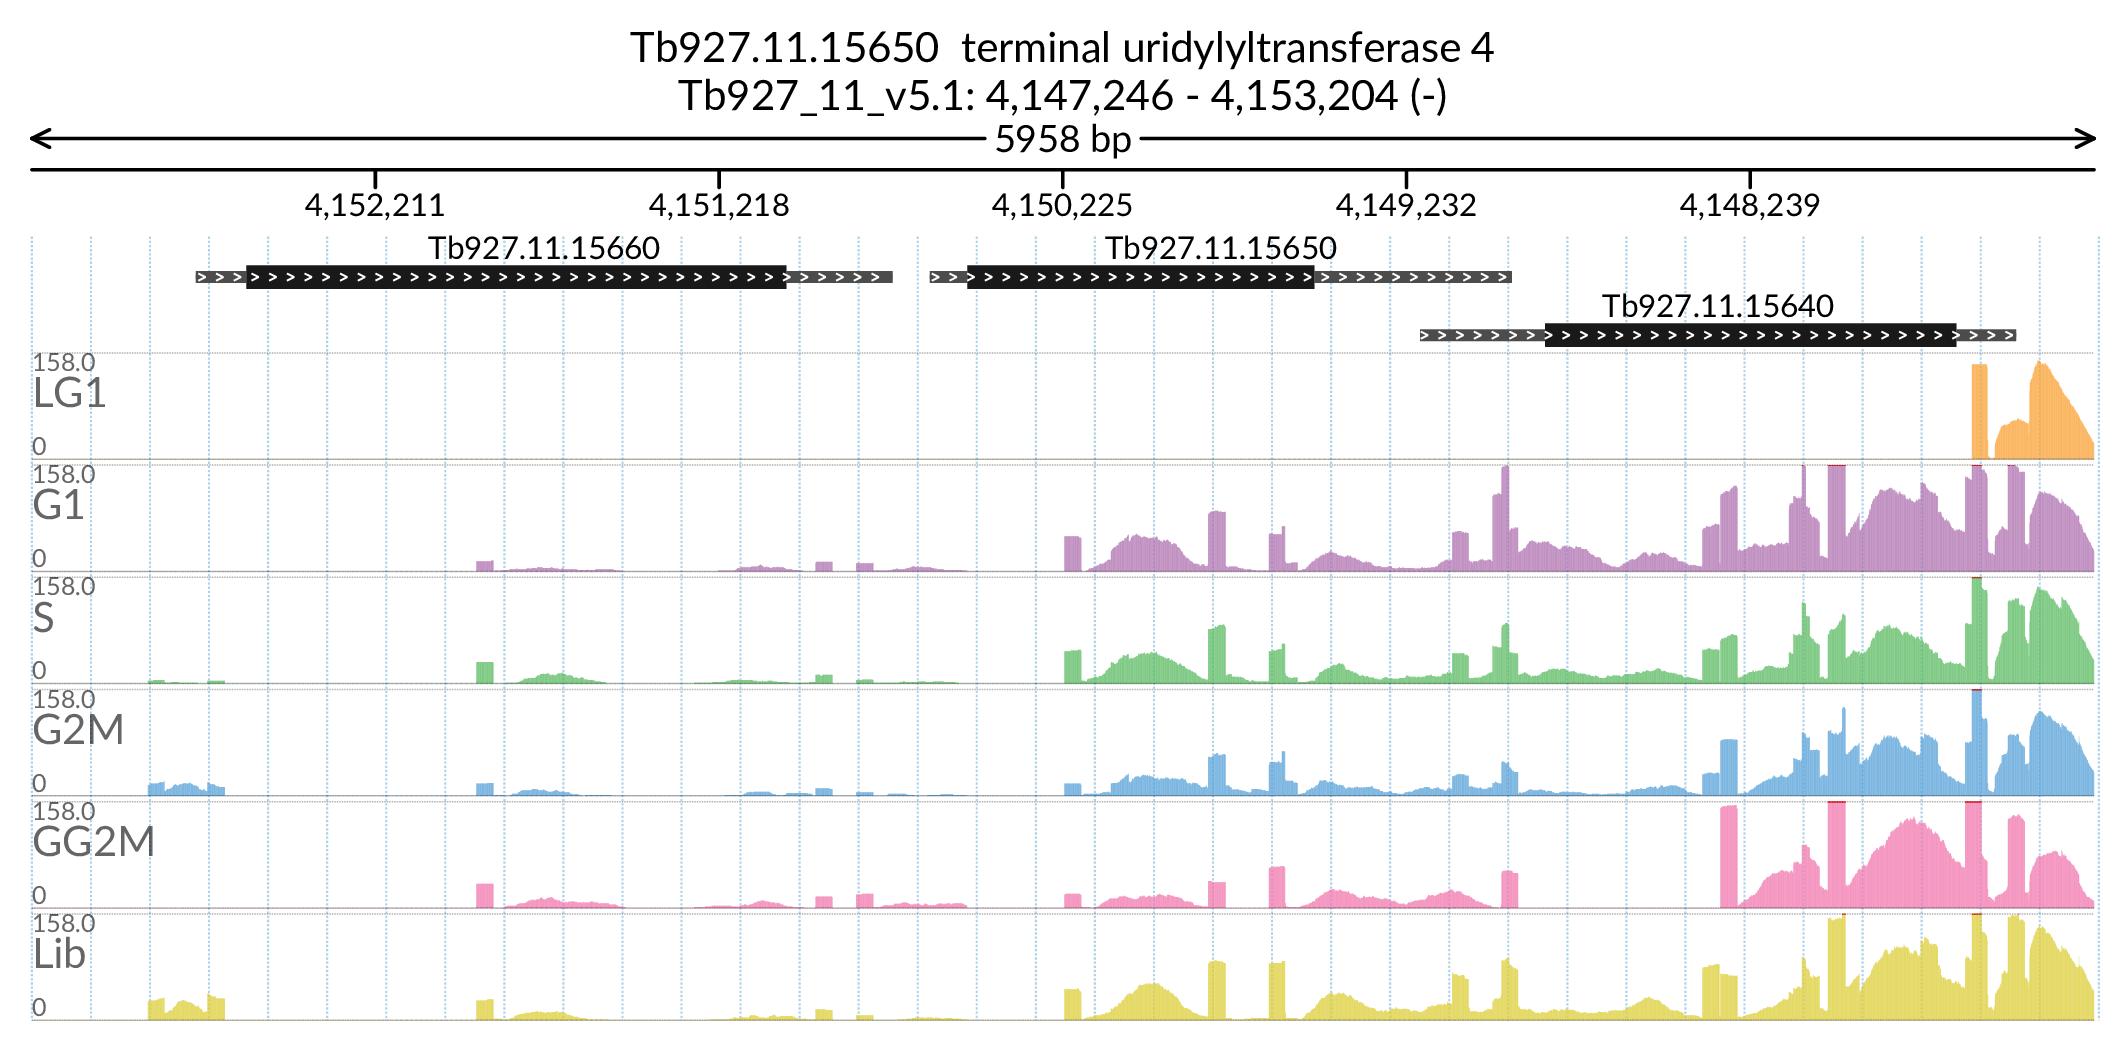 Tb927.11.15650  terminal uridylyltransferase 4
Tb927_11_v5.1: 4,147,246 - 4,153,204 (-)
5958 bp
4,152,211 4,151,218 4,150,225 4,149,232 4,148,239
Tb927.11.15660 Tb927.11.15650
Tb927.11.15640
158.0
LG1
0
158.0
G1
0
158.0
S
0
158.0
G2M
0
158.0
GG2M
0
158.0
Lib
0